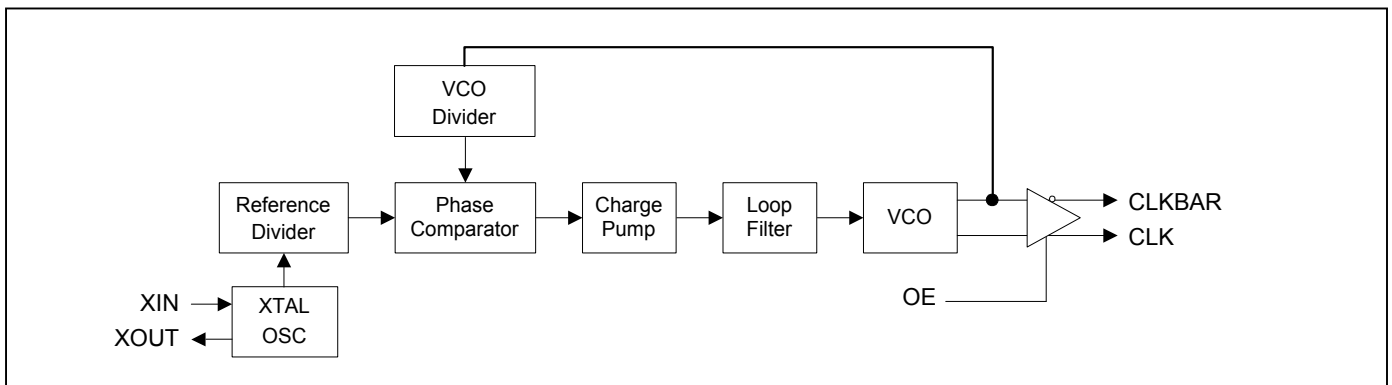 VCO
Divider
Reference
Divider
Phase
Comparator
Charge
Pump
Loop
Filter
VCO
CLKBAR
CLK
XIN
XOUT
XTAL
OSC
OE